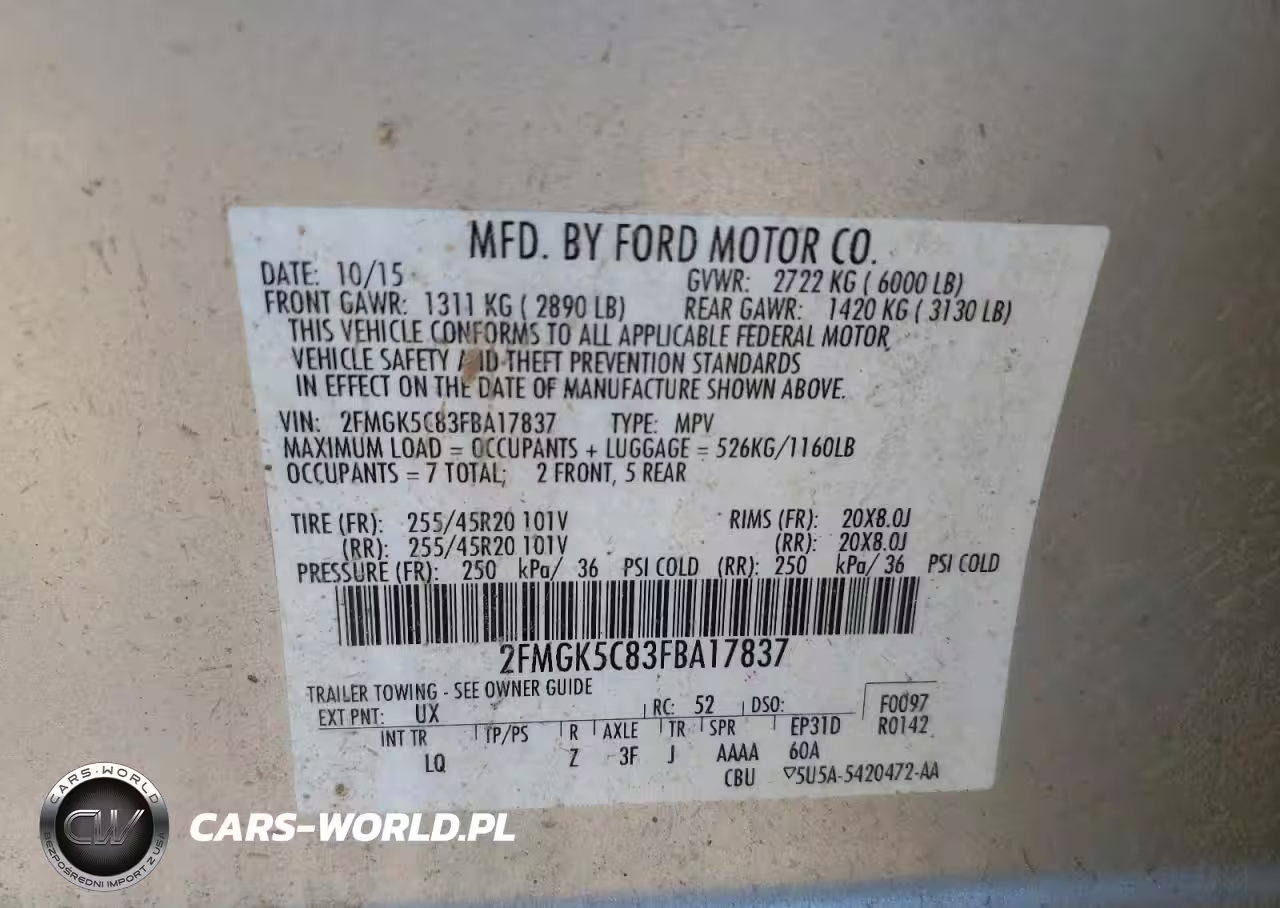 MFD. BY FORD MOTOR CO.
DATE: 10/15 GVWR: 2722 KG ( 6000 LB)
FRONT GAWR: 1311 KG ( 2890 LB) REAR GAWR: 1420 KG ( 3130 LB)
THIS VEHICLE CONFORMS TO ALL APPLICABLE FEDERAL MOTOR
VEHICLE SAFETY AND THEFT PREVENTION STANDARDS
IN EFFECT ON THE DATE OF MANUFACTURE SHOWN ABOVE.
VIN: 2FMGK5C83FBA17837 TYPE: MPV
MAXIMUM LOAD = OCCUPANTS + LUGGAGE = 526KG/1160LB
OCCUPANTS = 7 TOTAL; 2 FRONT, 5 REAR
TIRE (FR): 255/45R20 101V RIMS (FR): 20X8.0J
(RR): 255/45R20 101V (RR): 20X8.0J
PRESSURE (FR): 250 kPa/ 36 PSI COLD (RR): 250 kPa/ 36 PSI COLD
2FMGK5C83FBA17837
TRAILER TOWING - SEE OWNER GUIDE
EXT PNT: UX RC: 52 DSO: F0097
INT TR TP/PS R AXLE TR SPR EP31D R0142
LQ Z 3F J AAAA 60A
CBU ▽5U5A-5420472-AA
CARS-WORLD
CW
BEZPOŚREDNI IMPORT Z USA
CARS-WORLD.PL